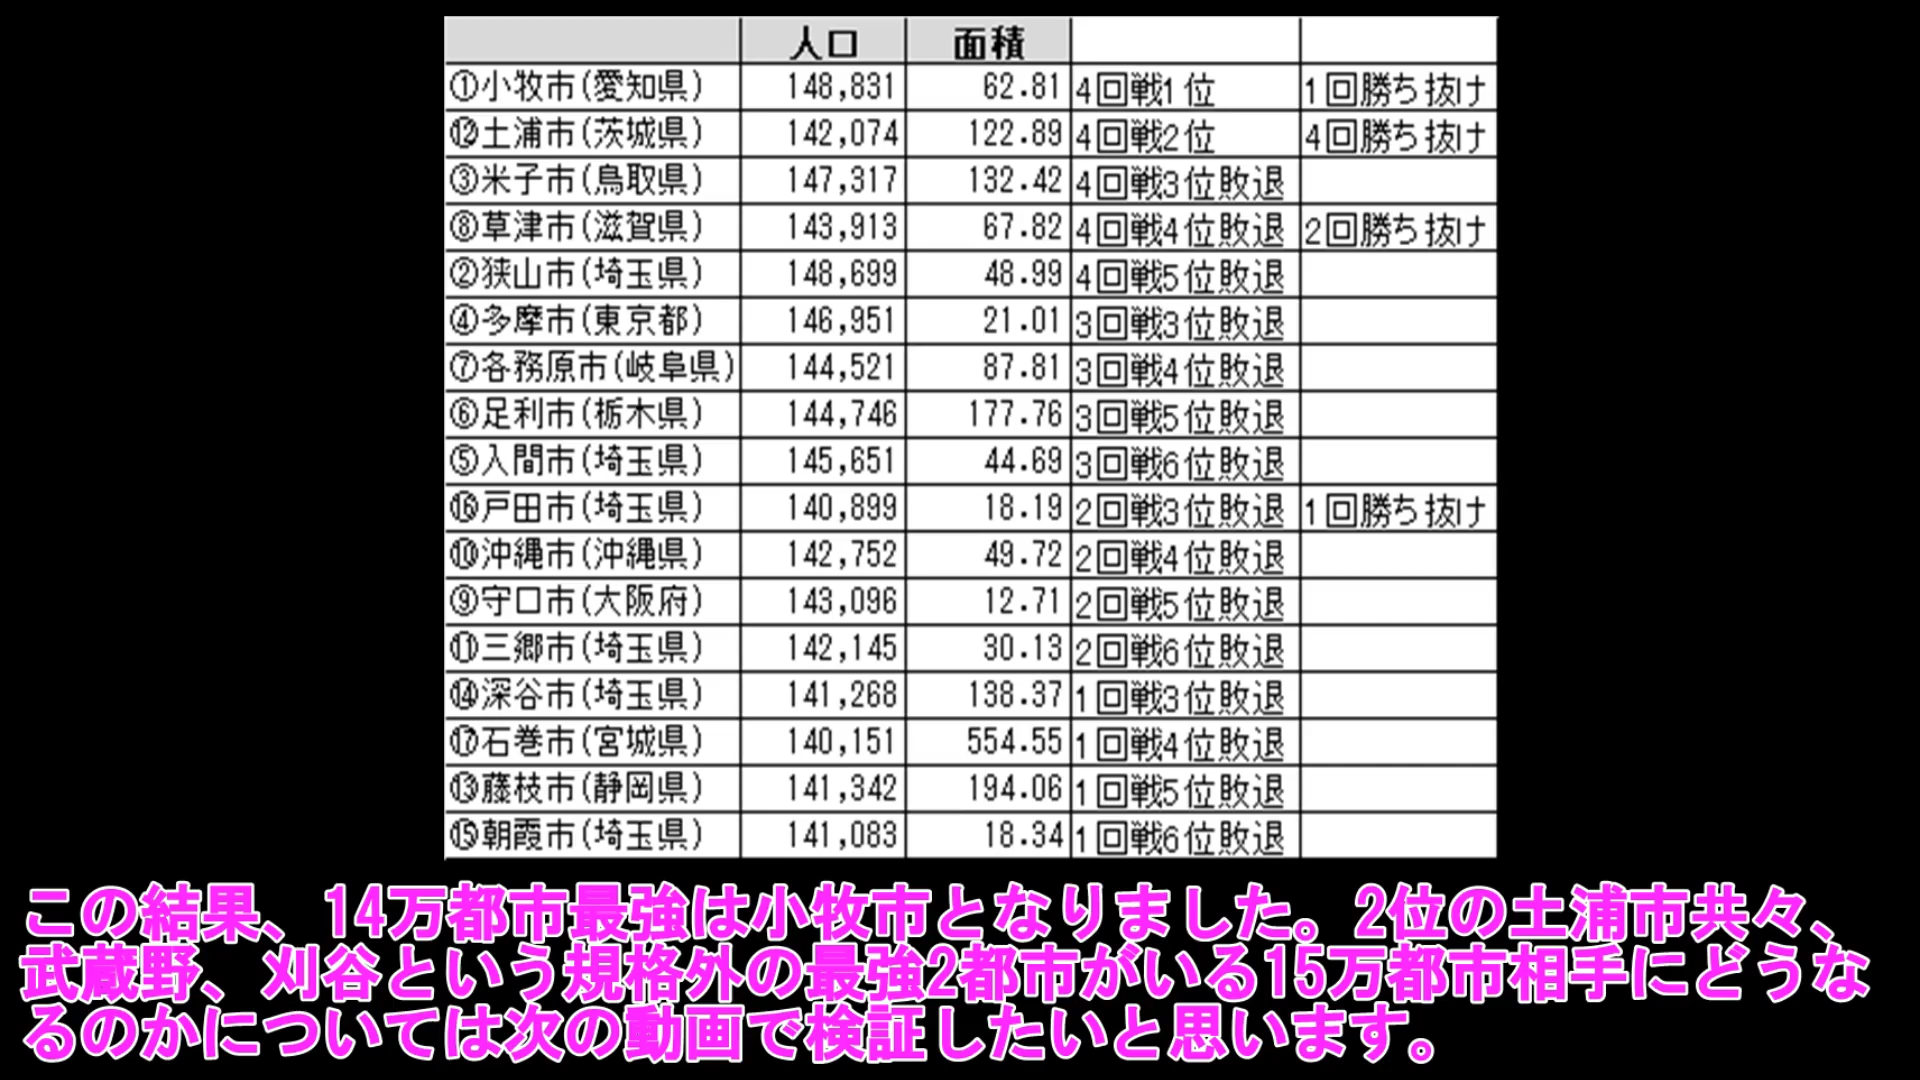 人口 面積
①小牧市(愛知県) 148,831 62.81 4回戦1位 1回勝ち抜け
⑫土浦市(茨城県) 142,074 122.89 4回戦2位 4回勝ち抜け
③米子市(鳥取県) 147,317 132.42 4回戦3位敗退
⑧草津市(滋賀県) 143,913 67.82 4回戦4位敗退 2回勝ち抜け
②狭山市(埼玉県) 148,699 48.99 4回戦5位敗退
④多摩市(東京都) 146,951 21.01 3回戦3位敗退
⑦各務原市(岐阜県) 144,521 87.81 3回戦4位敗退
⑥足利市(栃木県) 144,746 177.76 3回戦5位敗退
⑤入間市(埼玉県) 145,651 44.69 3回戦6位敗退
⑯戸田市(埼玉県) 140,899 18.19 2回戦3位敗退 1回勝ち抜け
⑩沖縄市(沖縄県) 142,752 49.72 2回戦4位敗退
⑨守口市(大阪府) 143,096 12.71 2回戦5位敗退
⑪三郷市(埼玉県) 142,145 30.13 2回戦6位敗退
⑭深谷市(埼玉県) 141,268 138.37 1回戦3位敗退
⑰石巻市(宮城県) 140,151 554.55 1回戦4位敗退
⑬藤枝市(静岡県) 141,342 194.06 1回戦5位敗退
⑮朝霞市(埼玉県) 141,083 18.34 1回戦6位敗退
この結果、14万都市最強は小牧市となりました。2位の土浦市共々、
武蔵野、刈谷という規格外の最強2都市がいる15万都市相手にどうな
るのかについては次の動画で検証したいと思います。